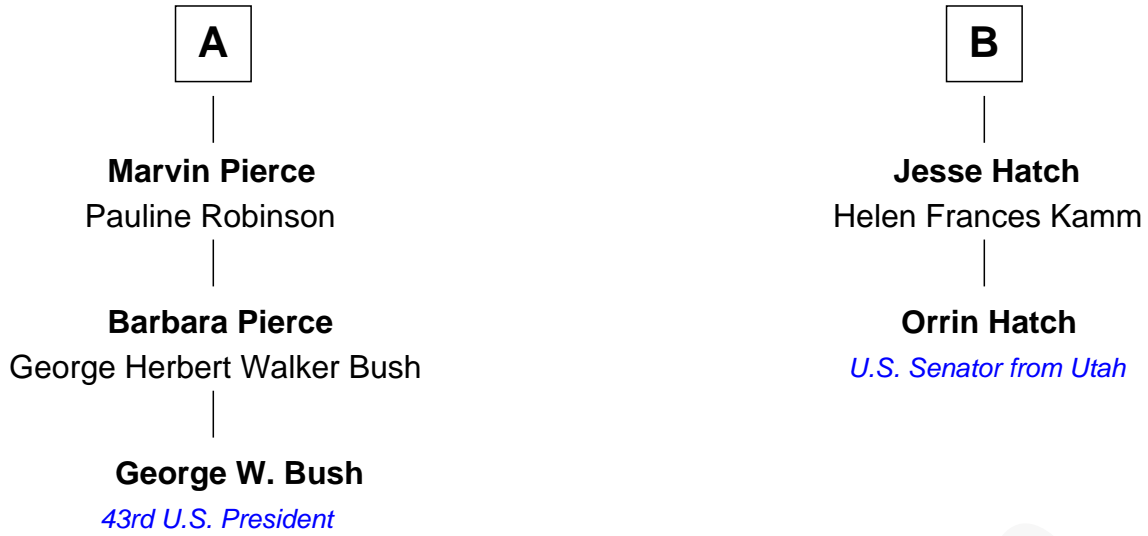 A
Marvin Pierce
Pauline Robinson
Barbara Pierce
George Herbert Walker Bush
George W. Bush
43rd U.S. President
B
Jesse Hatch
Helen Frances Kamm
Orrin Hatch
U.S. Senator from Utah